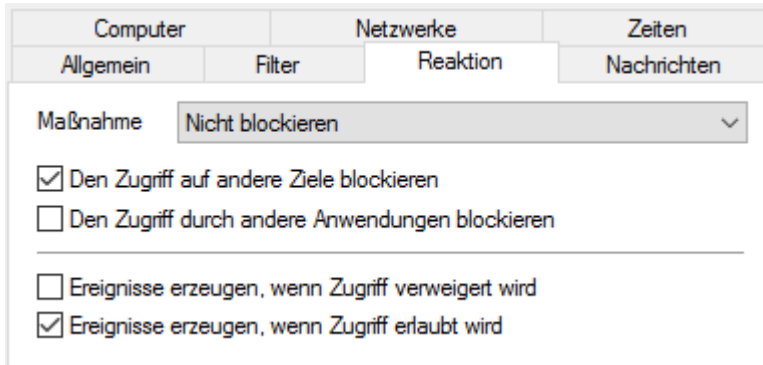 Computer
Netzwerke
Zeiten
Allgemein
Filter
Reaktion
Nachrichten
Maßnahme
Nicht blockieren
Den Zugriff auf andere Ziele blockieren
Den Zugriff durch andere Anwendungen blockieren
Ereignisse erzeugen, wenn Zugriff verweigert wird
Ereignisse erzeugen, wenn Zugriff erlaubt wird